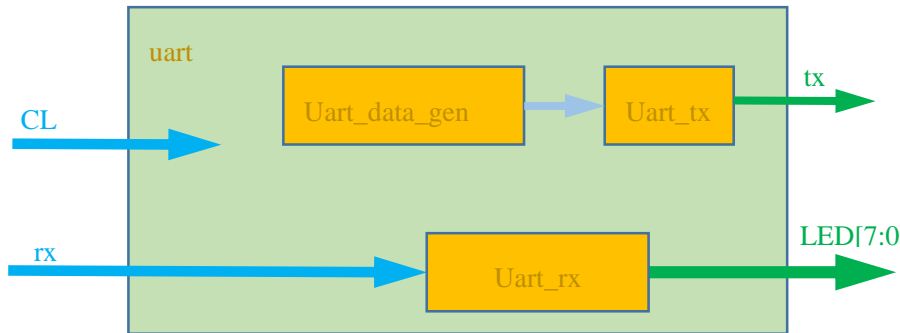 uart
tx
Uart_data_gen
Uart_tx
CL
rx
LED[7:0
Uart_rx